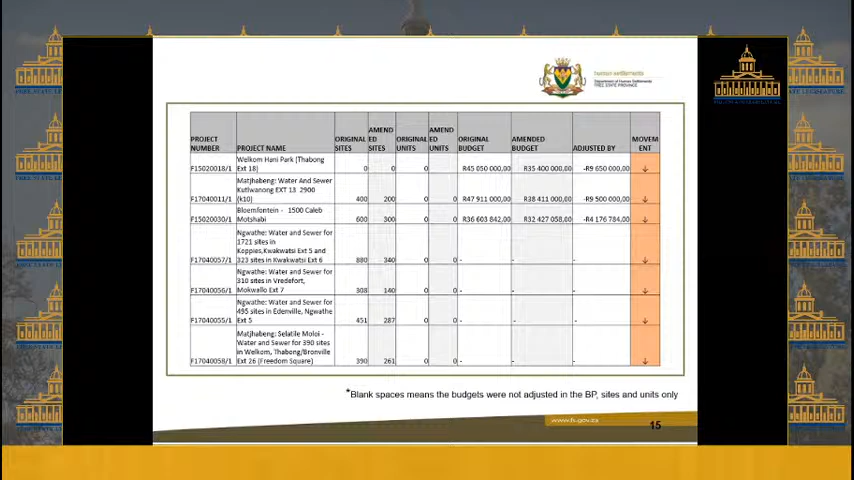 human settlements
Department of Human Settlements
FREE STATE PROVINCE
PROJECT NUMBER PROJECT NAME ORIGINAL SITES AMENDED SITES ORIGINAL UNITS AMENDED UNITS ORIGINAL BUDGET AMENDED BUDGET ADJUSTED BY MOVEMENT
F15020018/1 Welkom Hani Park (Thabong Ext 18) 0 0 0 0 R45 050 000,00 R35 400 000,00 -R9 650 000,00 ↓
F17040011/1 Matjhabeng: Water And Sewer Kutlwanong EXT 13 2900 (k10) 400 200 0 0 R47 911 000,00 R38 411 000,00 -R9 500 000,00 ↓
F15020030/1 Bloemfontein - 1500 Caleb Motshabi 600 300 0 0 R36 603 842,00 R32 427 058,00 -R4 176 784,00 ↓
F17040057/1 Ngwathe: Water and Sewer for 1721 sites in Koppies,Kwakwatsi Ext 5 and 323 sites in Kwakwatsi Ext 6 880 340 0 0 - - - ↓
F17040056/1 Ngwathe: Water and Sewer for 310 sites in Vredefort, Mokwallo Ext 7 308 140 0 0 - - - ↓
F17040055/1 Ngwathe: Water and Sewer for 495 sites in Edenville, Ngwathe Ext 5 451 287 0 0 - - - ↓
F17040058/1 Matjhabeng: Selatile Moloi - Water and Sewer for 390 sites in Welkom, Thabong/Bronville Ext 26 (Freedom Square) 390 261 0 0 - - - ↓
*Blank spaces means the budgets were not adjusted in the BP, sites and units only
www.fs.gov.za
15